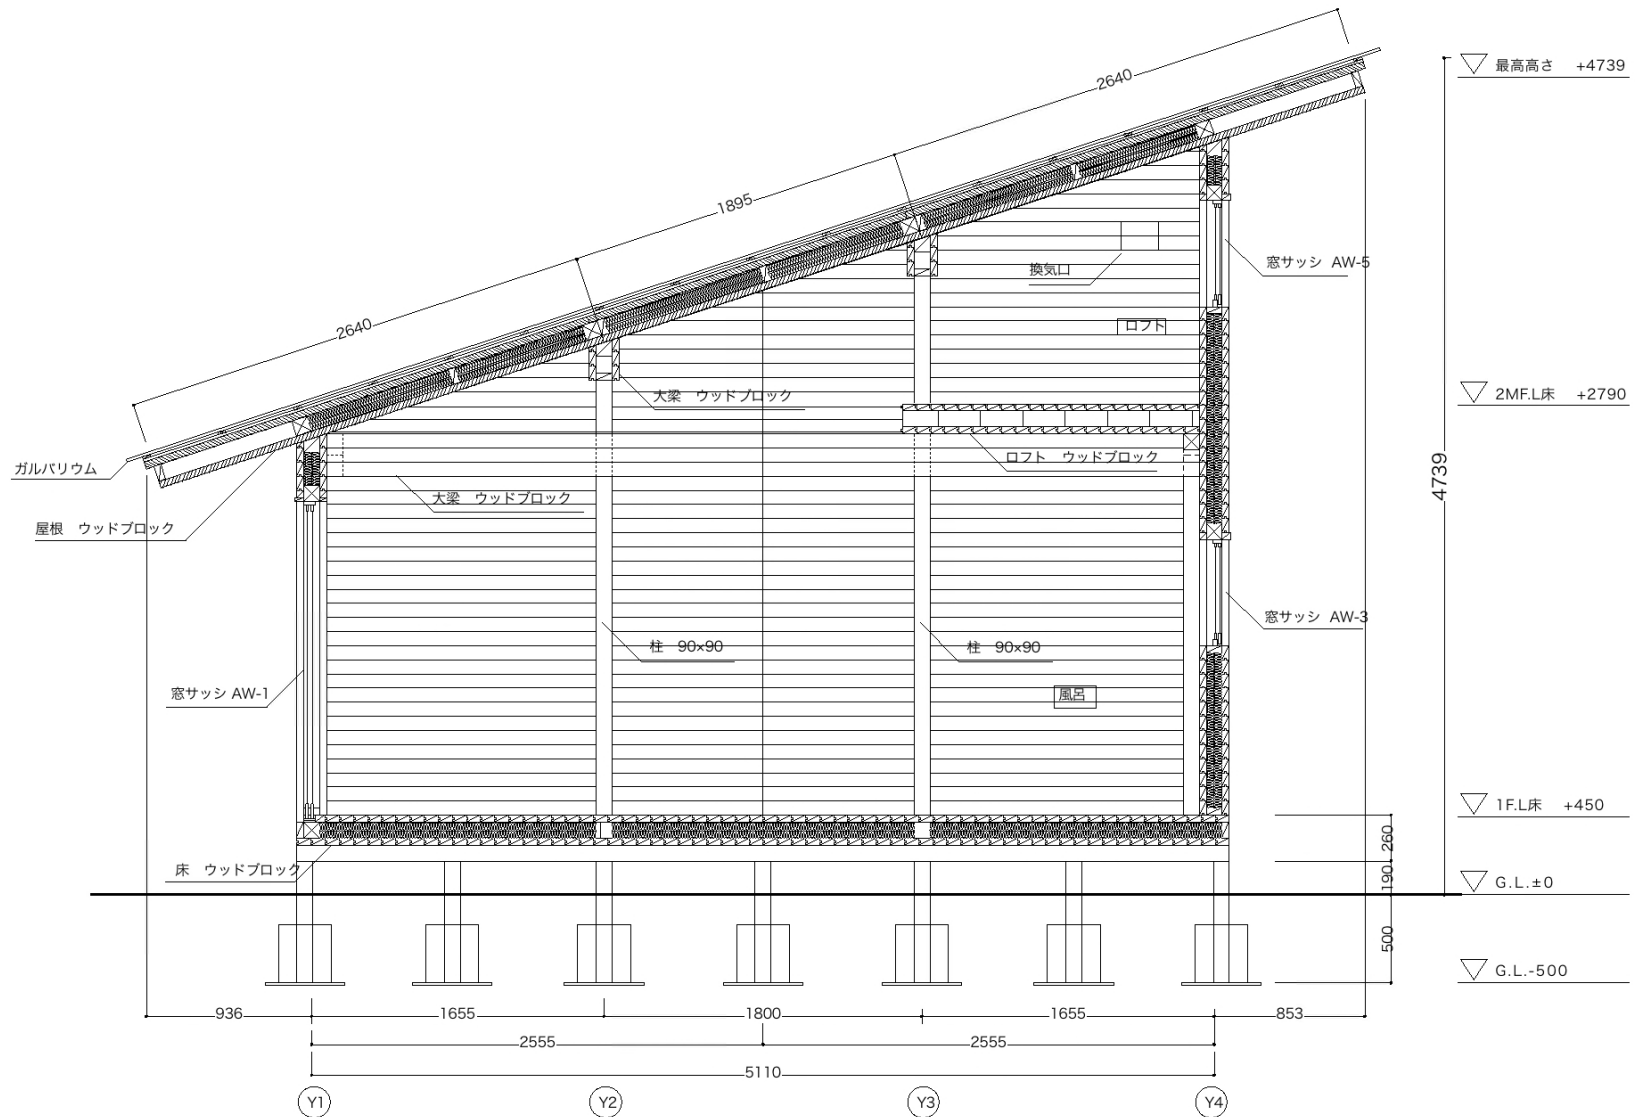 2640
最高高さ +4739
1895
換気口
窓サッシ AW-5
ロフト
2640
大梁 ウッドブロック
2MF.L床 +2790
ロフト ウッドブロック
ガルバリウム
4739
大梁 ウッドブロック
屋根 ウッドブロック
窓サッシ AW-3
柱 90×90
柱 90×90
窓サッシ AW-1
風呂
1F.L床 +450
260
床 ウッドブロック
190
G.L.±0
500
G.L.-500
936
1655
1800
1655
853
2555
2555
5110
Y1
Y2
Y3
Y4